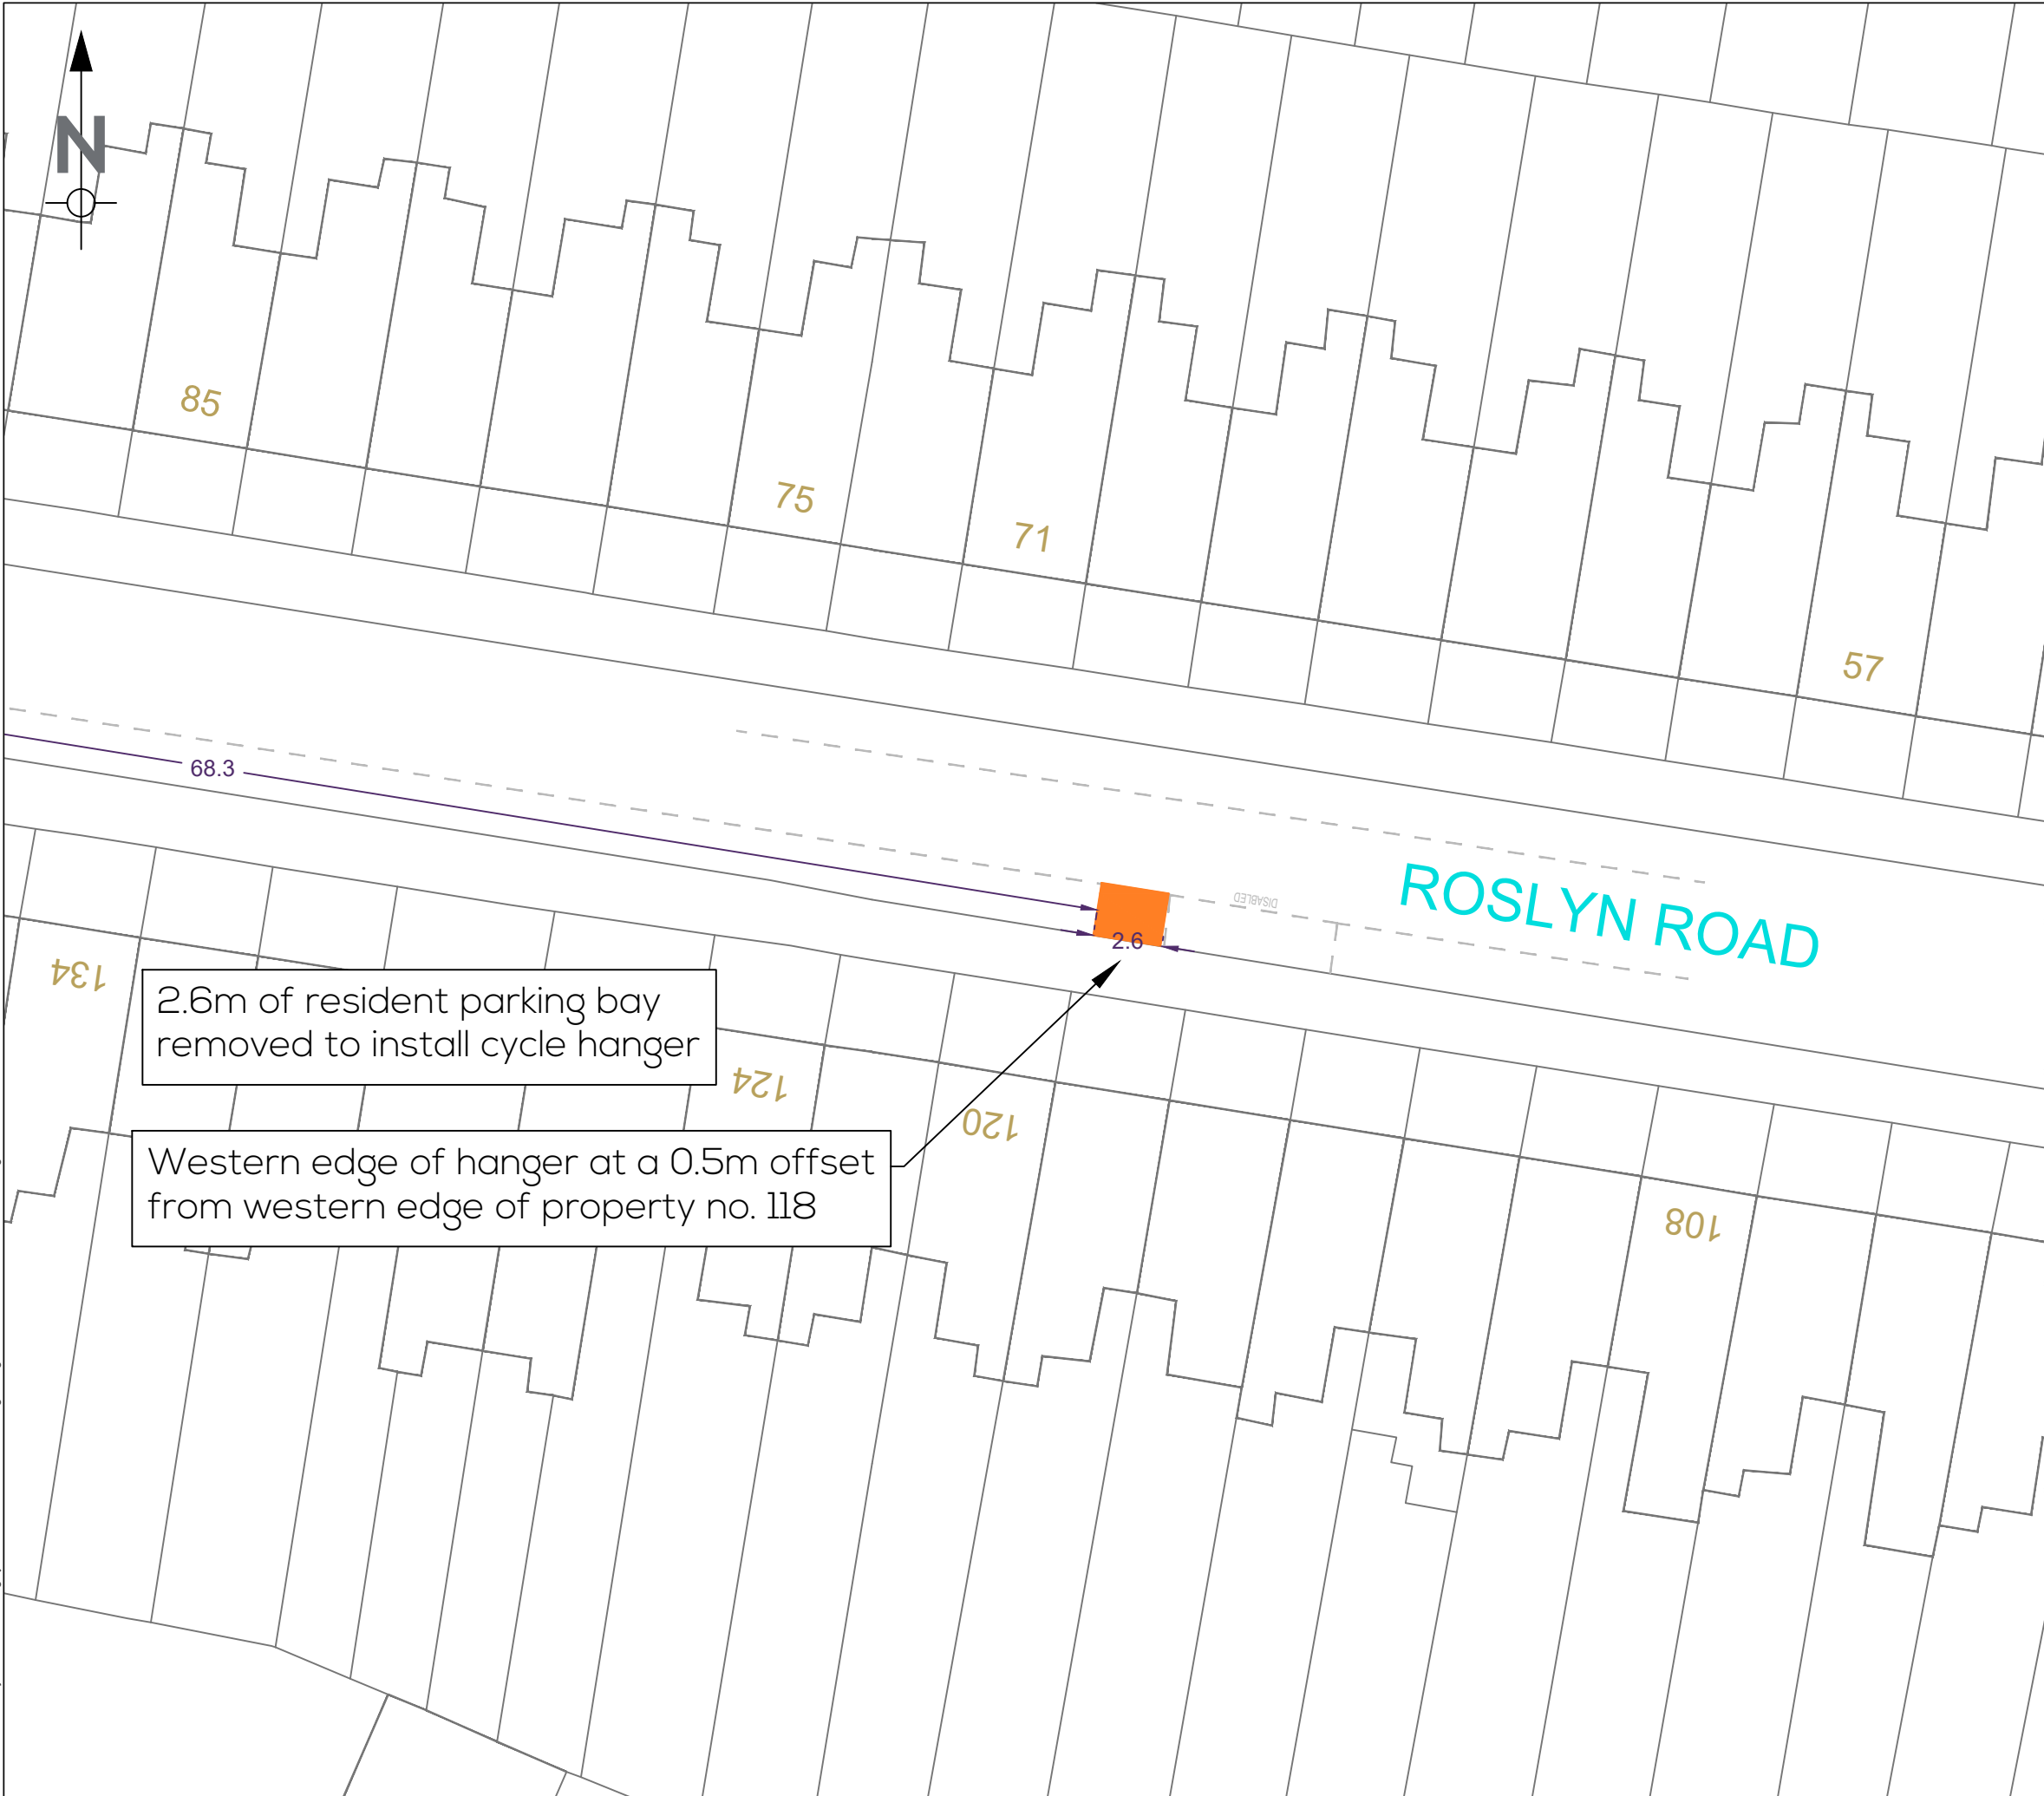 N
85
75
71
57
68.3
DISABLED
ROSLYN ROAD
2.6
134
2.6m of resident parking bay
removed to install cycle hanger
124
120
Western edge of hanger at a 0.5m offset
from western edge of property no. 118
108